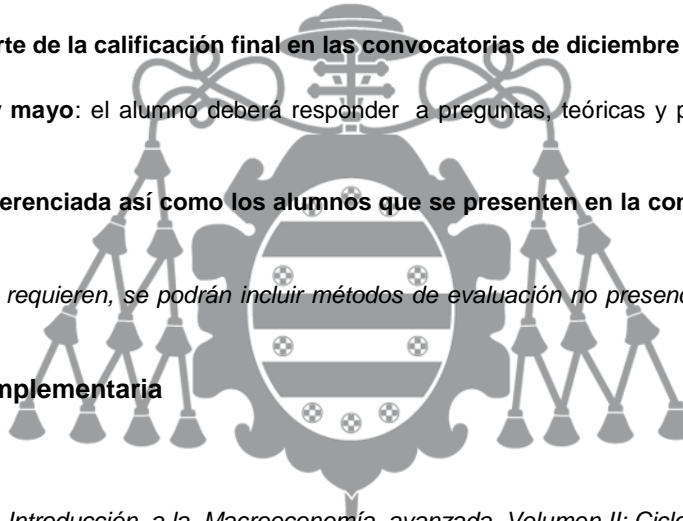 rte de la calificación final en las convocatorias de diciembre
mayo: el alumno deberá responder a preguntas, teóricas y p
erenciada así como los alumnos que se presenten en la con
requieren, se podrán incluir métodos de evaluación no presenc
mplementaria
Introducción a la Macroeconomía avanzada. Volumen II: Ciclo